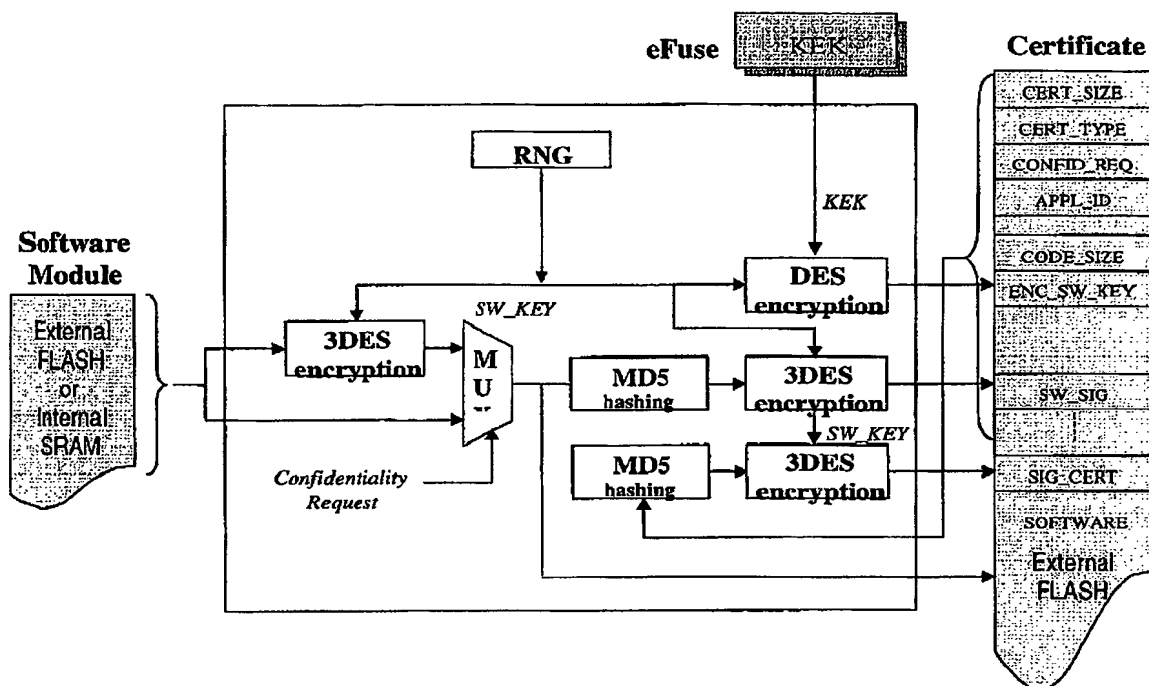 eFuse
KEK
Certificate
CERT_SIZE
CERT_TYPE
CONFID_REQ
APPL_ID
CODE_SIZE
ENC_SW_KEY
SW_SIG
SIG_CERT
SOFTWARE
External
FLASH
RNG
KEK
DES
encryption
SW_KEY
Software
Module
External
FLASH
or
Internal
SRAM
3DES
encryption
MU
MD5
hashing
3DES
encryption
SW_KEY
MD5
hashing
3DES
encryption
Confidentiality
Request